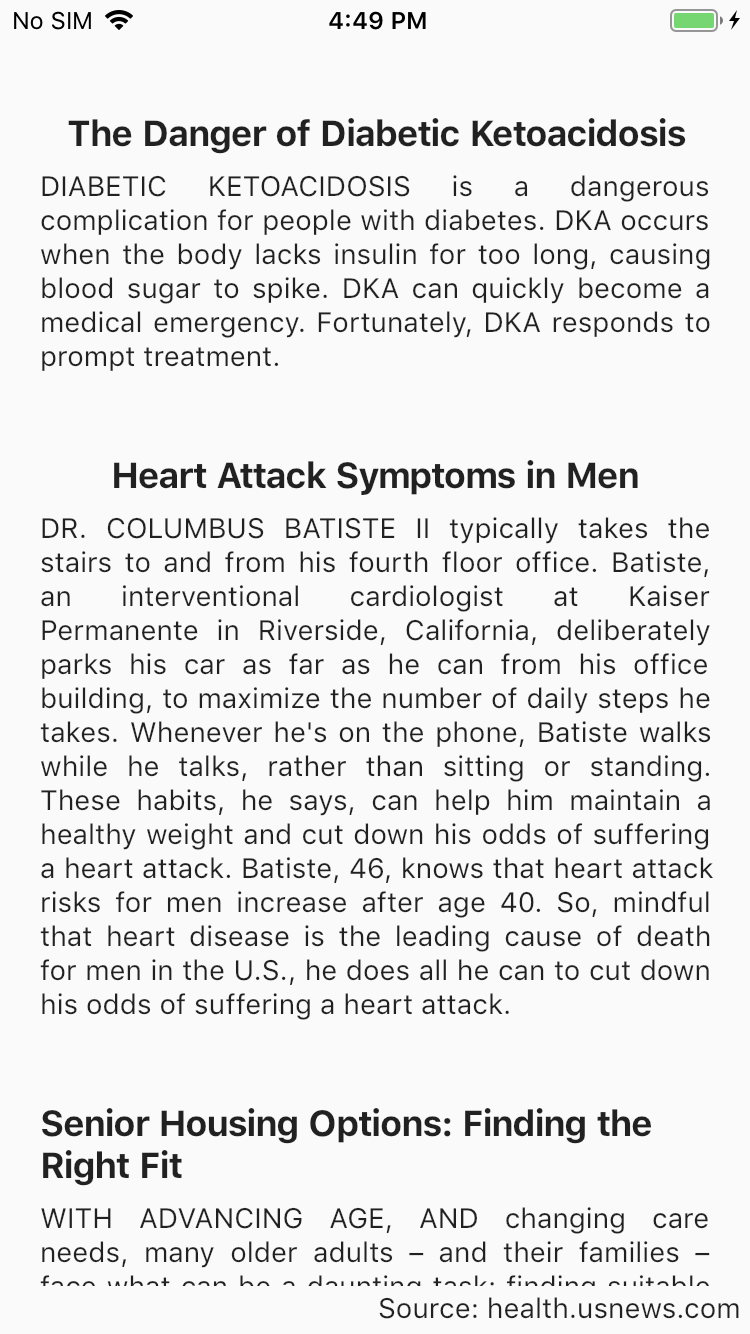 No SIM 4:49 PM
The Danger of Diabetic Ketoacidosis
DIABETIC KETOACIDOSIS is a dangerous
complication for people with diabetes. DKA occurs
when the body lacks insulin for too long, causing
blood sugar to spike. DKA can quickly become a
medical emergency. Fortunately, DKA responds to
prompt treatment.
Heart Attack Symptoms in Men
DR. COLUMBUS BATISTE II typically takes the
stairs to and from his fourth floor office. Batiste,
an interventional cardiologist at Kaiser
Permanente in Riverside, California, deliberately
parks his car as far as he can from his office
building, to maximize the number of daily steps he
takes. Whenever he's on the phone, Batiste walks
while he talks, rather than sitting or standing.
These habits, he says, can help him maintain a
healthy weight and cut down his odds of suffering
a heart attack. Batiste, 46, knows that heart attack
risks for men increase after age 40. So, mindful
that heart disease is the leading cause of death
for men in the U.S., he does all he can to cut down
his odds of suffering a heart attack.
Senior Housing Options: Finding the
Right Fit
WITH ADVANCING AGE, AND changing care
needs, many older adults – and their families –
face what can be a daunting task: finding suitable
Source: health.usnews.com